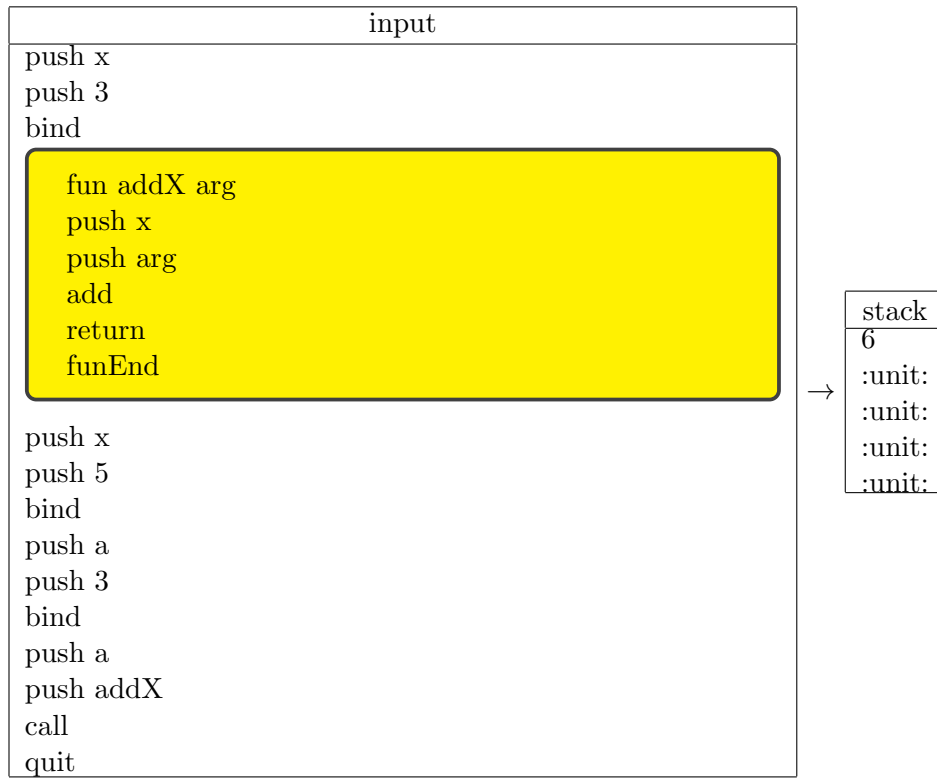 input
push x
push 3
bind
fun addX arg
push x
push arg
add
return
funEnd
push x
push 5
bind
push a
push 3
bind
push a
push addX
call
quit
→
stack
6
:unit:
:unit:
:unit:
:unit: